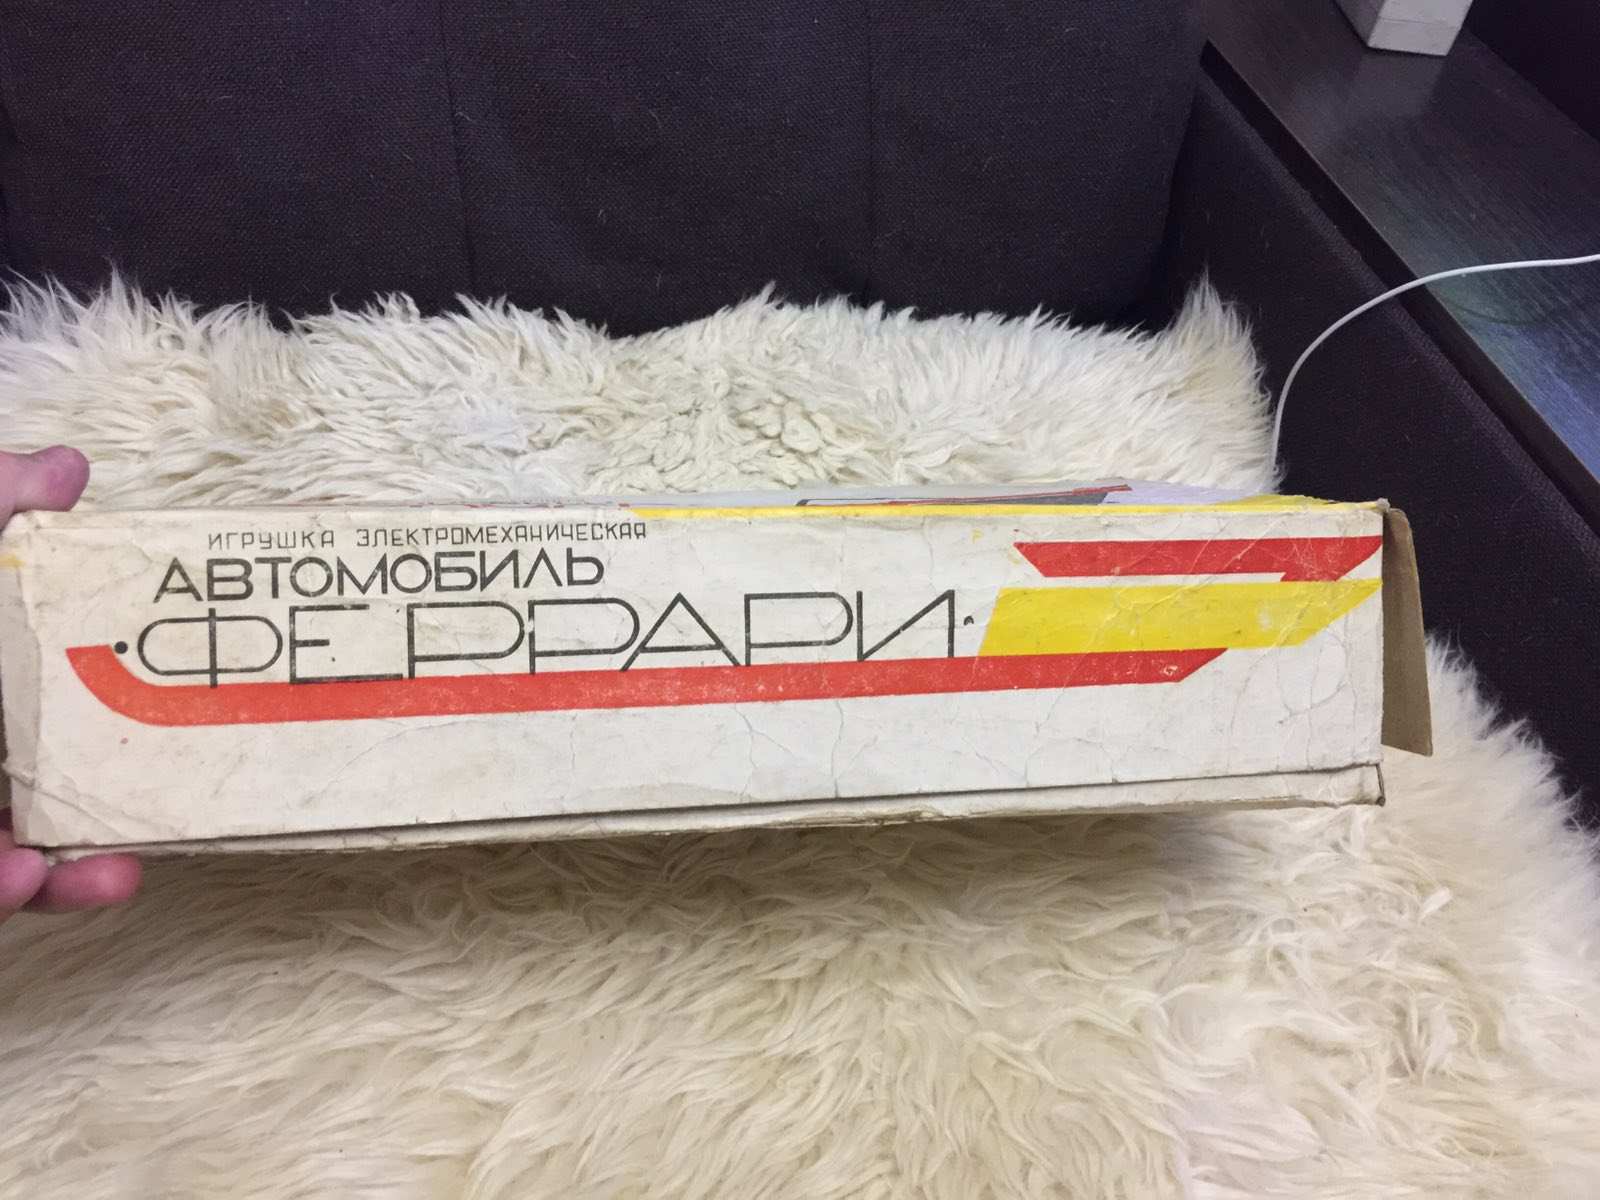 ИГРУШКА ЭЛЕКТРОМЕХАНИЧЕСКАЯ
АВТОМОБИЛЬ
·ФЕРРАРИ·